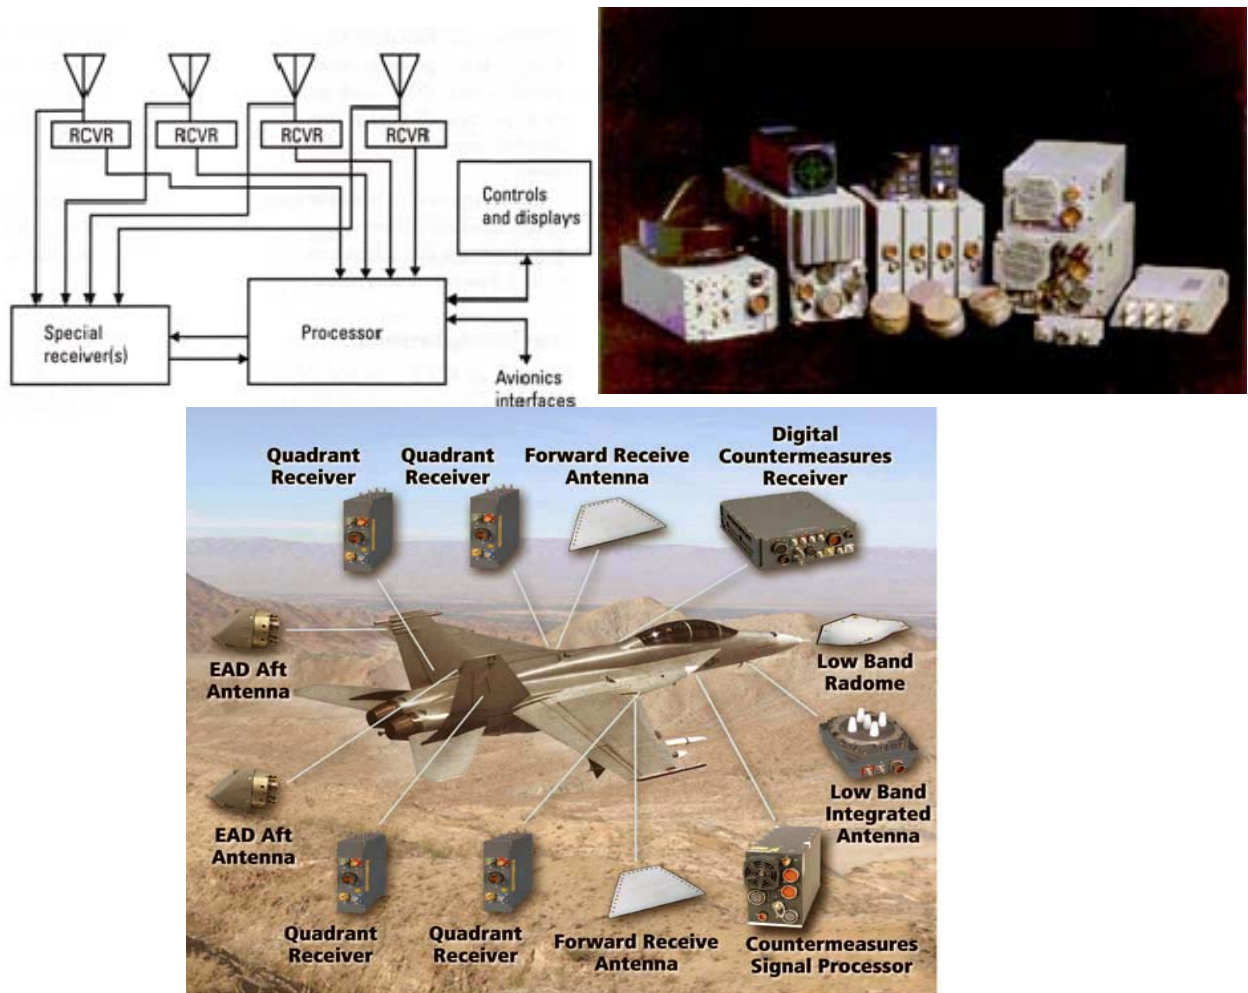 RCVR
RCVR
RCVR
RCVR
Controls
and displays
Special
receiver(s)
Processor
Avionics
interfaces
Quadrant
Receiver
Quadrant
Receiver
Forward Receive
Antenna
Digital
Countermeasures
Receiver
EAD Aft
Antenna
Low Band
Radome
EAD Aft
Antenna
Low Band
Integrated
Antenna
Quadrant
Receiver
Quadrant
Receiver
Forward Receive
Antenna
Countermeasures
Signal Processor